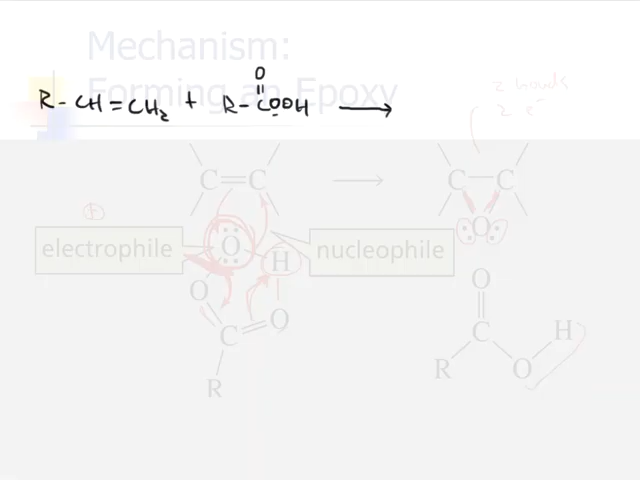 Mechanism:
Forming an Epoxy
2 bonds
2 e⁻
O
R-CH=CH₂ + R-COOH →
C=C → C-C
O
electrophile
+
O
H
nucleophile
O
O
C
O
R
O
C
H
R
O